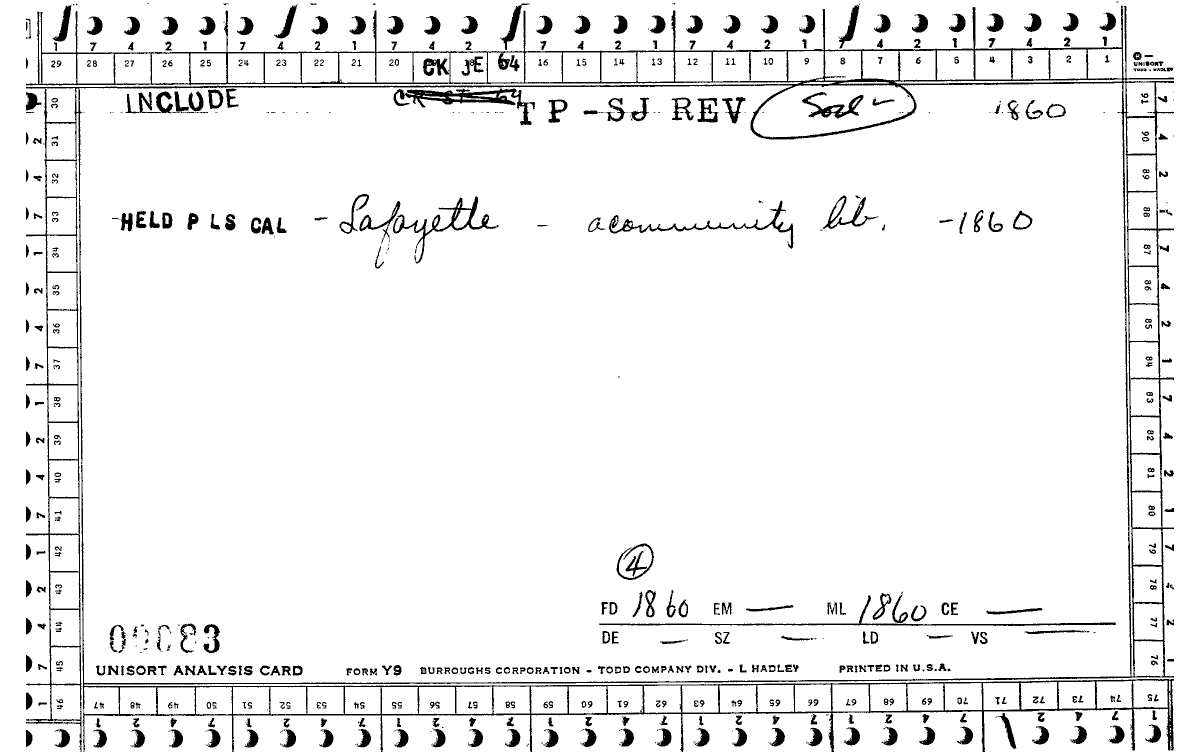 1 7 4 2 1 7 4 2 1 7 4 2 1 7 4 2 1 7 4 2 1 7 4 2 1 7 4 2 1
29 28 27 26 25 24 23 22 21 20 CK JE 64 16 15 14 13 12 11 10 9 8 7 6 5 4 3 2 1
UNISORT
TODD - HADLEY
INCLUDE TP-SJ REV 1860
HELD P LS CAL - Lafayette - a community lib. - 1860
4
FD 1860 EM — ML 1860 CE —
DE — SZ — LD — VS —
00083
UNISORT ANALYSIS CARD FORM Y9 BURROUGHS CORPORATION - TODD COMPANY DIV. - L HADLEY PRINTED IN U.S.A.
30 31 32 33 34 35 36 37 38 39 40 41 42 43 44 45 46
91 90 89 88 87 86 85 84 83 82 81 80 79 78 77 76 75
47 48 49 50 51 52 53 54 55 56 57 58 59 60 61 62 63 64 65 66 67 68 69 70 71 72 73 74